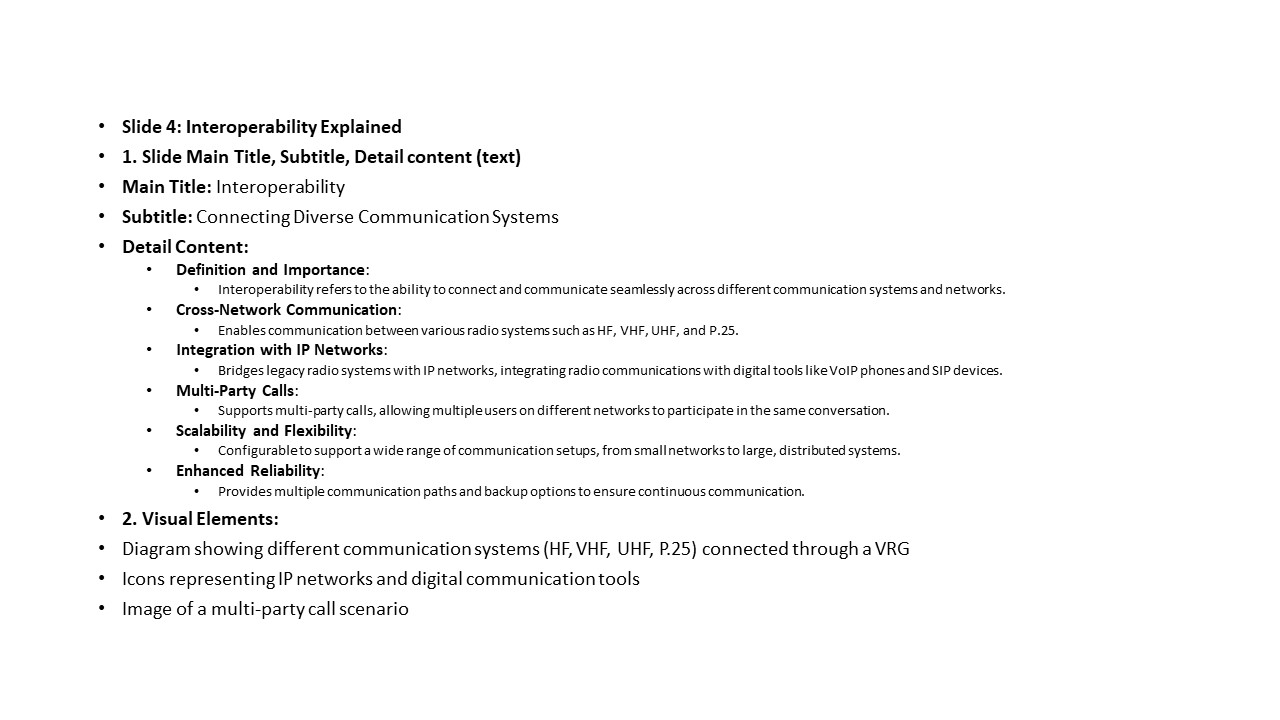 • Slide 4: Interoperability Explained
• 1. Slide Main Title, Subtitle, Detail content (text)
• Main Title: Interoperability
• Subtitle: Connecting Diverse Communication Systems
• Detail Content:
• Definition and Importance:
• Interoperability refers to the ability to connect and communicate seamlessly across different communication systems and networks.
• Cross-Network Communication:
• Enables communication between various radio systems such as HF, VHF, UHF, and P.25.
• Integration with IP Networks:
• Bridges legacy radio systems with IP networks, integrating radio communications with digital tools like VoIP phones and SIP devices.
• Multi-Party Calls:
• Supports multi-party calls, allowing multiple users on different networks to participate in the same conversation.
• Scalability and Flexibility:
• Configurable to support a wide range of communication setups, from small networks to large, distributed systems.
• Enhanced Reliability:
• Provides multiple communication paths and backup options to ensure continuous communication.
• 2. Visual Elements:
• Diagram showing different communication systems (HF, VHF, UHF, P.25) connected through a VRG
• Icons representing IP networks and digital communication tools
• Image of a multi-party call scenario